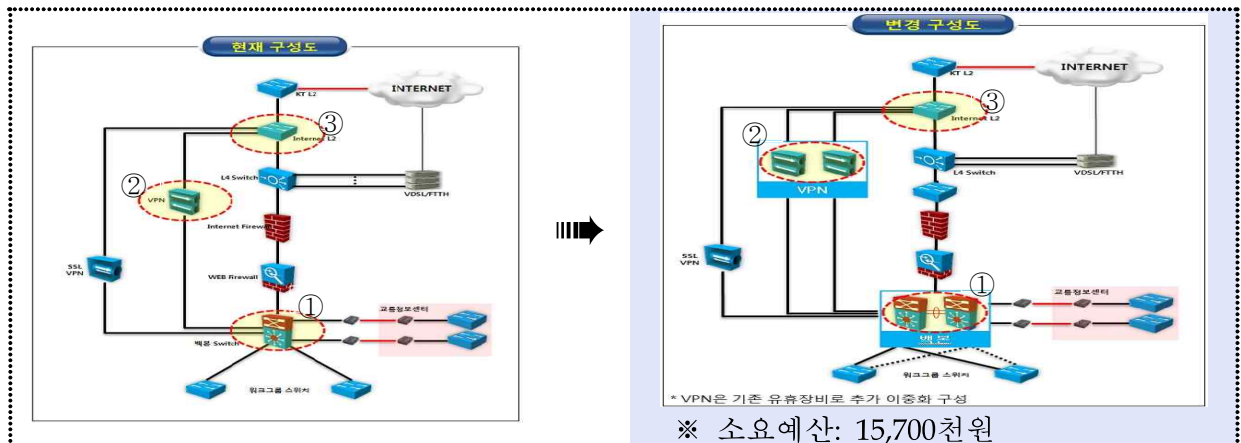 현재 구성도
KT L2
INTERNET
③
Internet L2
L4 Switch
VDSL/FTTH
②
VPN
Internet Firewall
SSL
VPN
WEB Firewall
①
교통정보센터
백본 Switch
워크그룹 스위치
변경 구성도
KT L2
INTERNET
③
Internet L2
②
VPN
L4 Switch
VDSL/FTTH
SSL
VPN
①
교통정보센터
백본
워크그룹 스위치
* VPN은 기존 유휴장비로 추가 이중화 구성
※ 소요예산: 15,700천원